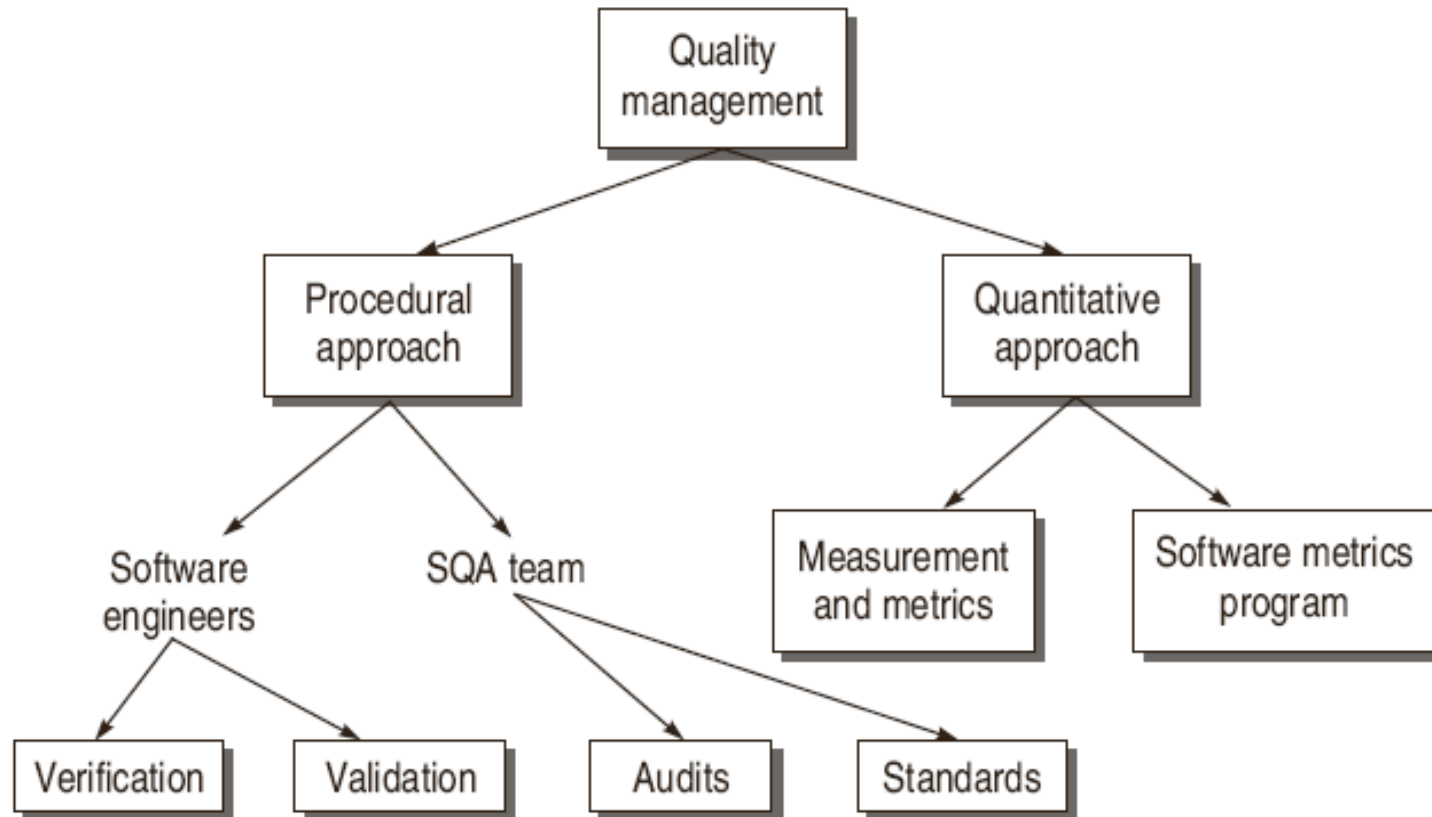 Quality
management
Procedural
approach
Quantitative
approach
Software
engineers
SQA team
Measurement
and metrics
Software metrics
program
Verification
Validation
Audits
Standards